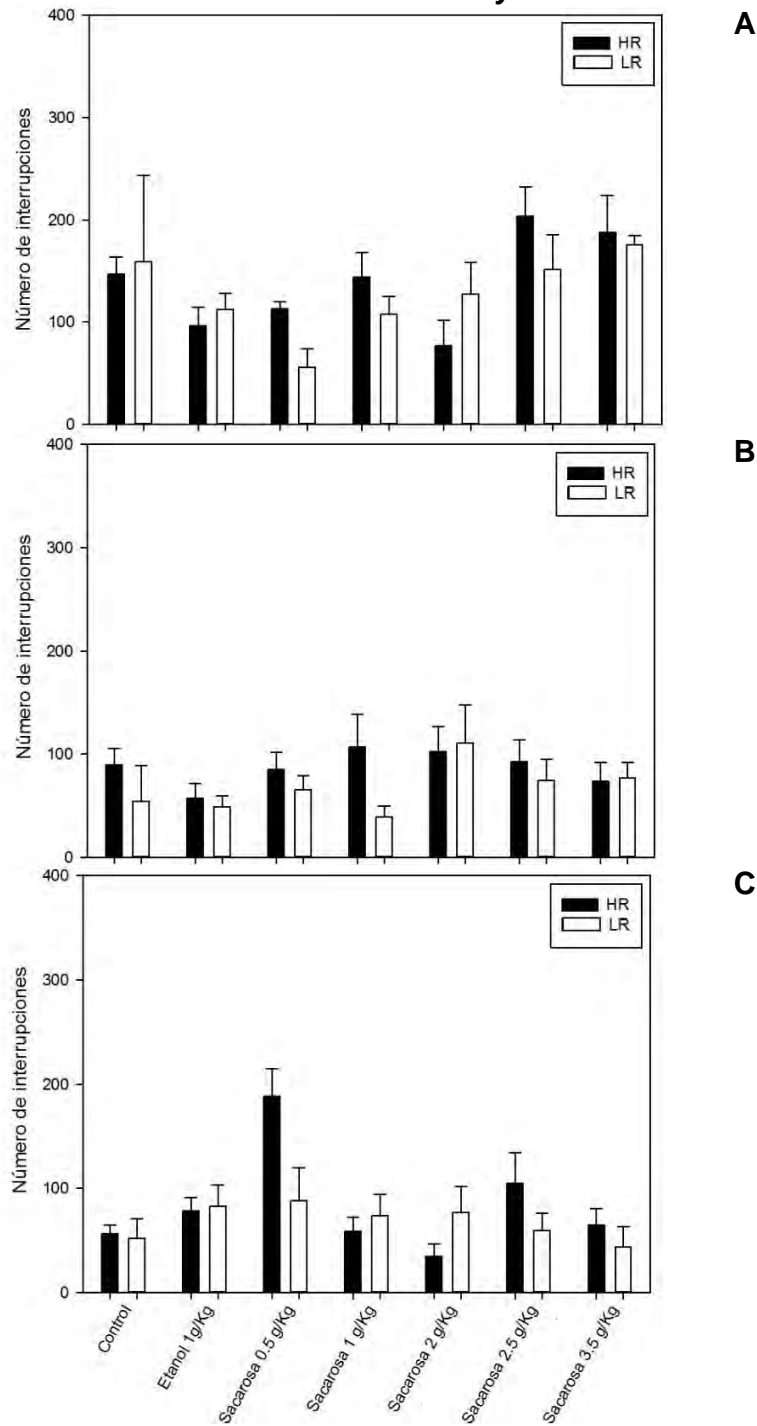 y
A
400
HR
LR
300
200
100
0
Número de interrupciones
B
400
HR
LR
300
200
100
0
Número de interrupciones
C
400
HR
LR
300
200
100
0
Número de interrupciones
Control
Etanol 1g/Kg
Sacarosa 0.5 g/Kg
Sacarosa 1 g/Kg
Sacarosa 2 g/Kg
Sacarosa 2.5 g/Kg
Sacarosa 3.5 g/Kg